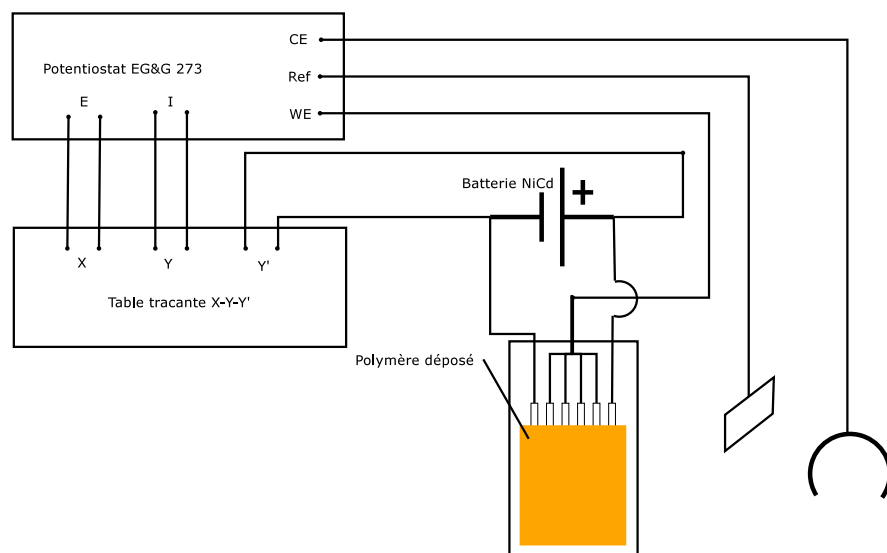 CE
Potentiostat EG&G 273
Ref
E
I
WE
Batterie NiCd
+
X
Y
Y'
Table tracante X-Y-Y'
Polymère déposé